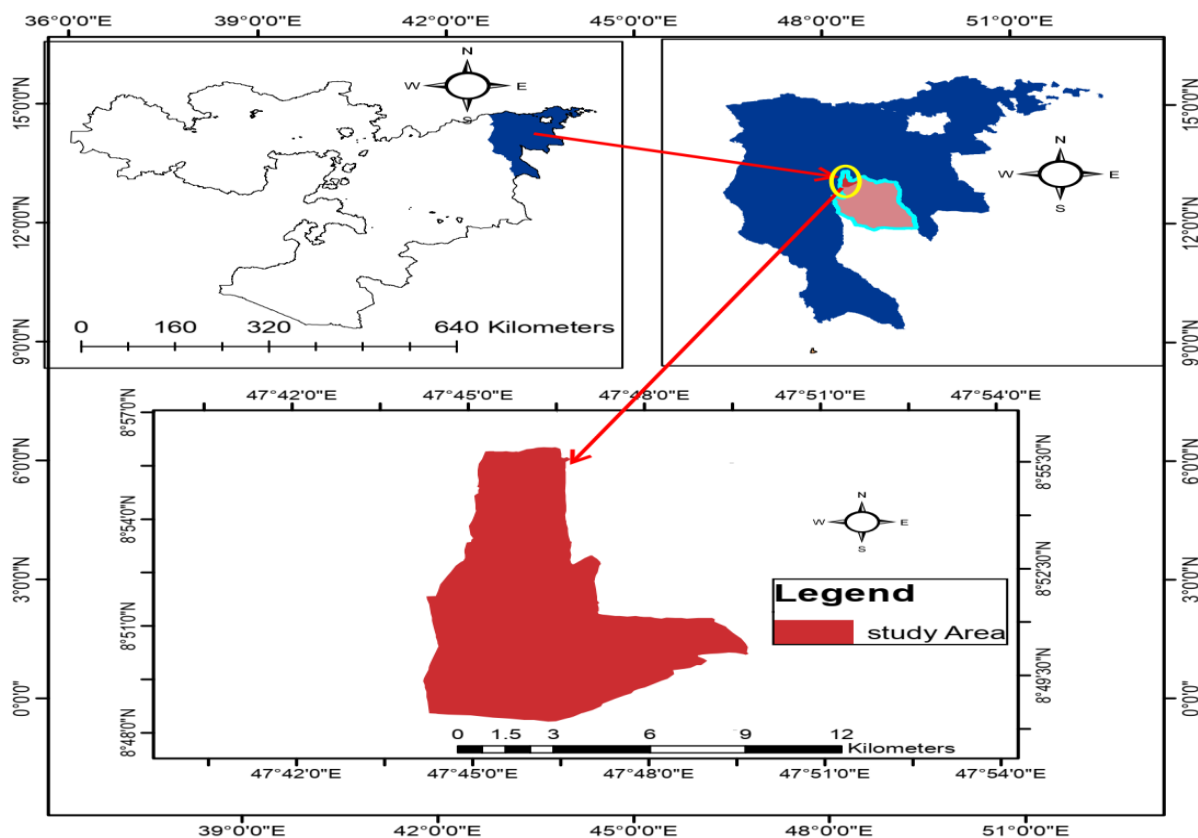 36°0'0"E 39°0'0"E 42°0'0"E 45°0'0"E 48°0'0"E 51°0'0"E
15°0'0"N
12°0'0"N
9°0'0"N
6°0'0"N
3°0'0"N
0°0'0"
N
W E
S
0 160 320 640 Kilometers
N
W E
S
15°0'0"N
12°0'0"N
9°0'0"N
6°0'0"N
3°0'0"N
0°0'0"
47°42'0"E 47°45'0"E 47°48'0"E 47°51'0"E 47°54'0"E
8°57'0"N
8°54'0"N
8°51'0"N
8°48'0"N
8°55'30"N
8°52'30"N
8°49'30"N
N
W E
S
Legend
study Area
0 1.5 3 6 9 12
Kilometers
47°42'0"E 47°45'0"E 47°48'0"E 47°51'0"E 47°54'0"E
39°0'0"E 42°0'0"E 45°0'0"E 48°0'0"E 51°0'0"E